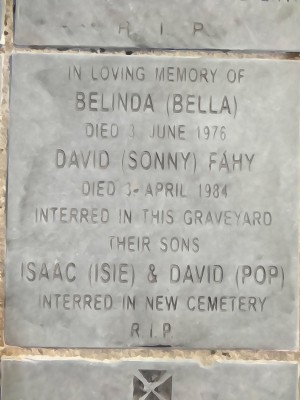 R I P
IN LOVING MEMORY OF
BELINDA (BELLA)
DIED 3 JUNE 1976
DAVID (SONNY) FAHY
DIED 3 APRIL 1984
INTERRED IN THIS GRAVEYARD
THEIR SONS
ISAAC (ISIE) & DAVID (POP)
INTERRED IN NEW CEMETERY
R I P